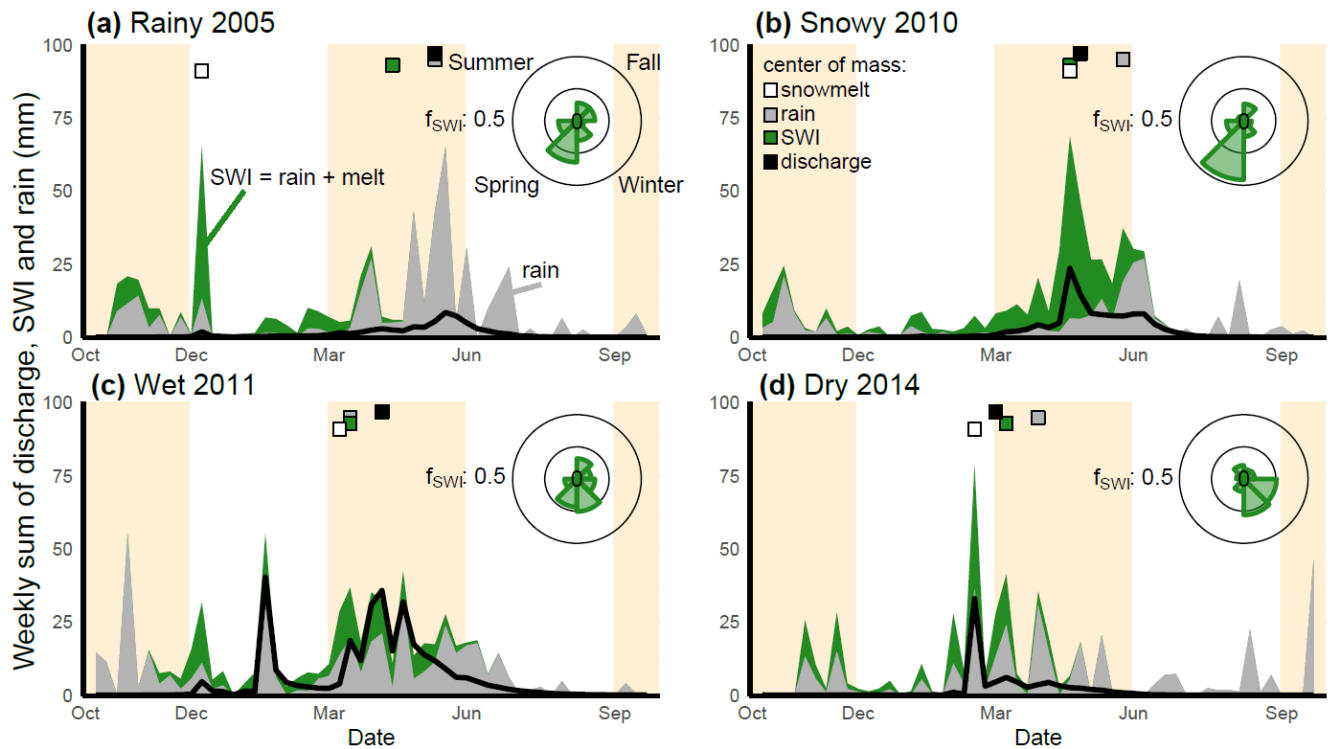 (a) Rainy 2005
(b) Snowy 2010
Weekly sum of discharge, SWI and rain (mm)
100
75
50
25
0
Summer
Fall
fSWI: 0.5
0
SWI = rain + melt
Spring
Winter
rain
Oct
Dec
Mar
Jun
Sep
100
75
50
25
0
center of mass:
snowmelt
rain
SWI
discharge
fSWI: 0.5
0
Oct
Dec
Mar
Jun
Sep
(c) Wet 2011
(d) Dry 2014
100
75
50
25
0
fSWI: 0.5
0
Oct
Dec
Mar
Jun
Sep
Date
100
75
50
25
0
fSWI: 0.5
0
Oct
Dec
Mar
Jun
Sep
Date